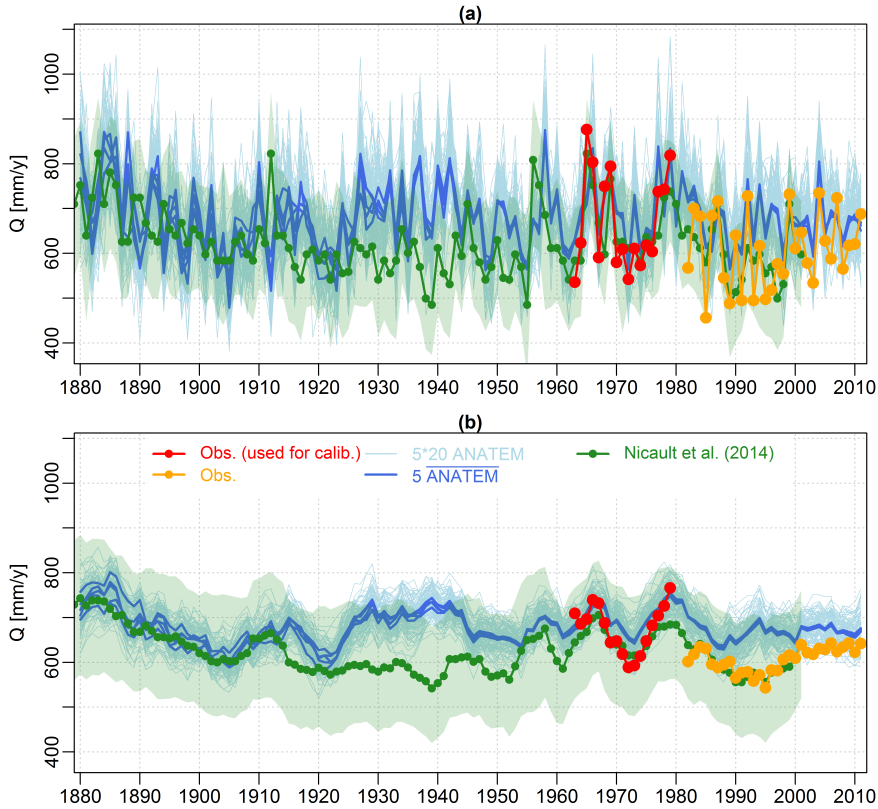 (a)
Q [mm/y]
1000
800
600
400
1880 1890 1900 1910 1920 1930 1940 1950 1960 1970 1980 1990 2000 2010
(b)
Obs. (used for calib.)
5*20 ANATEM
Nicault et al. (2014)
Obs.
5 ANATEM
Q [mm/y]
1000
800
600
400
1880 1890 1900 1910 1920 1930 1940 1950 1960 1970 1980 1990 2000 2010